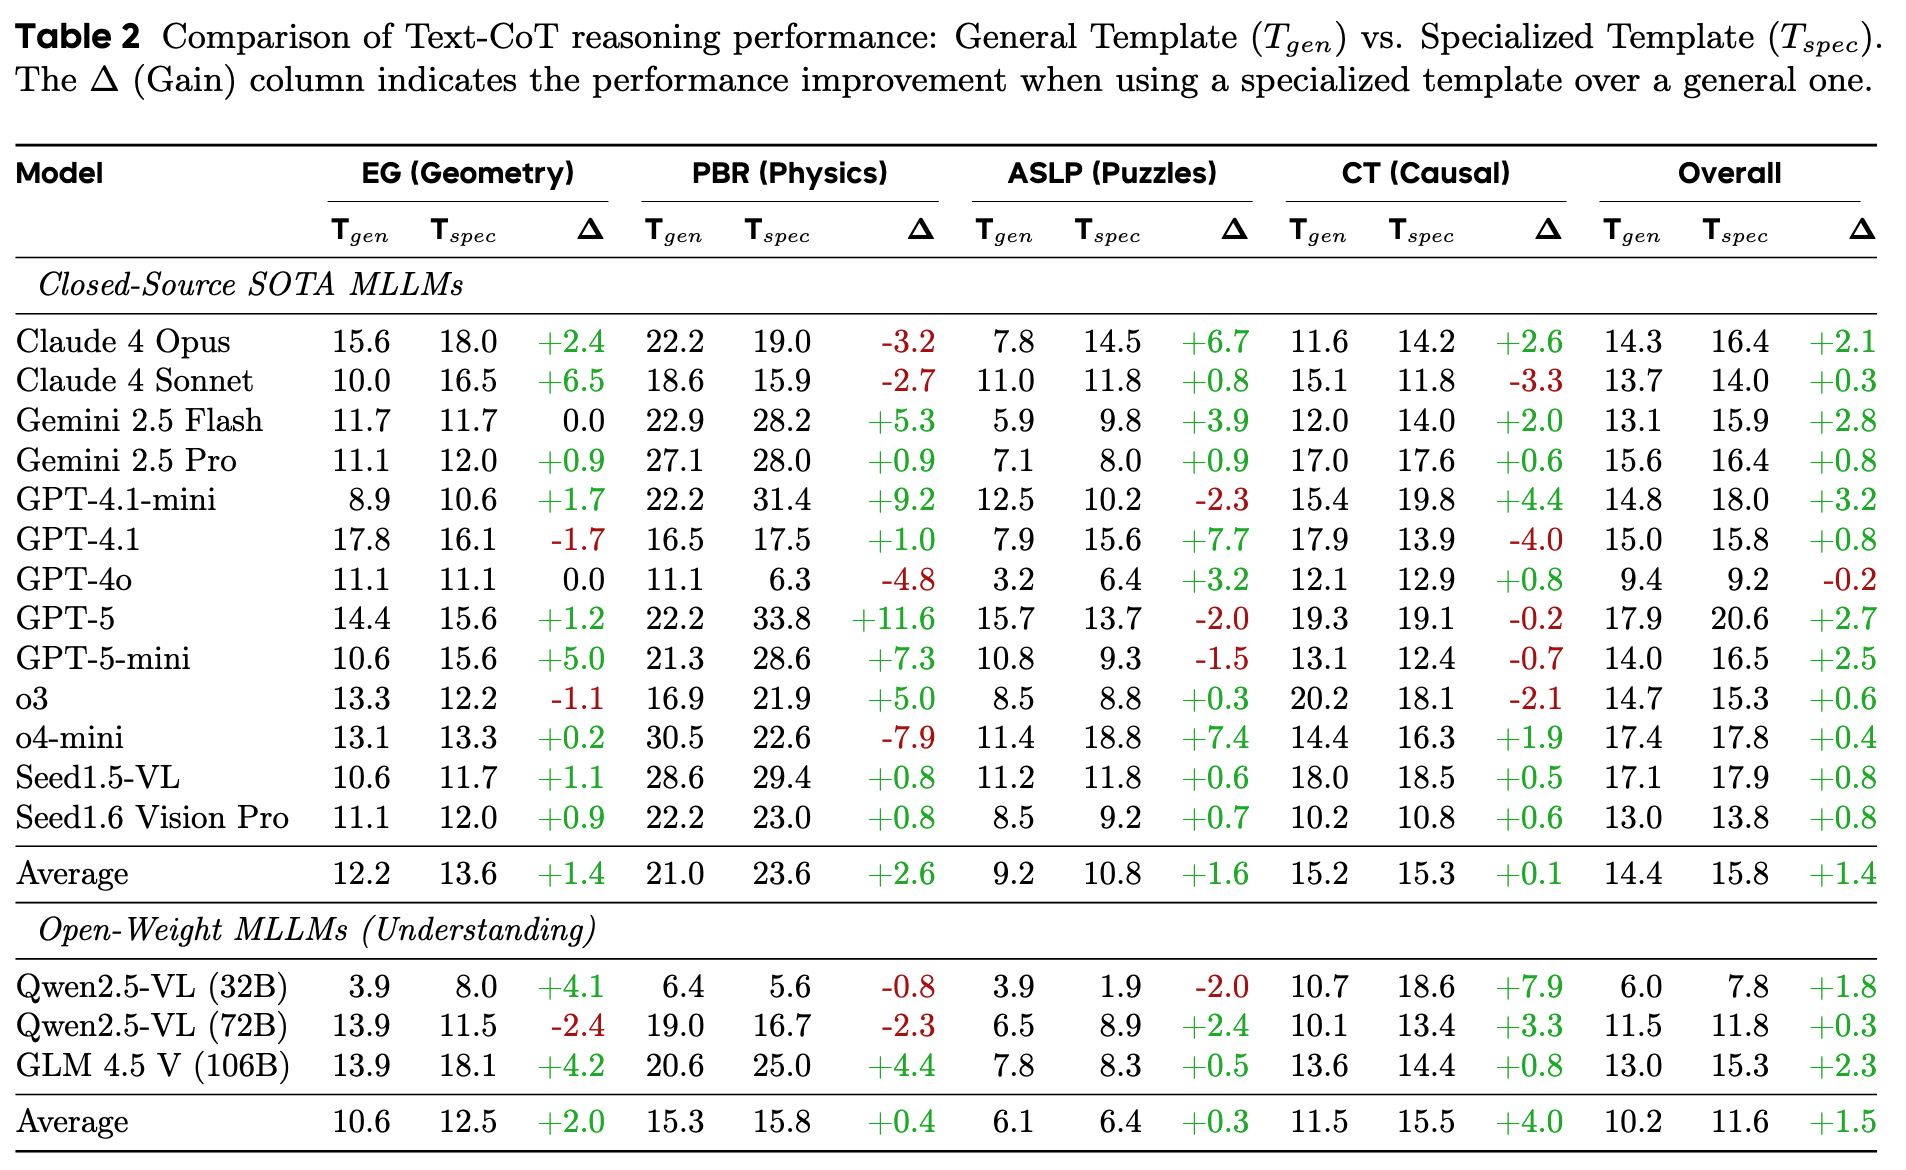 Table 2 Comparison of Text-CoT reasoning performance: General Template (T_gen) vs. Specialized Template (T_spec).
The Δ (Gain) column indicates the performance improvement when using a specialized template over a general one.
Model EG (Geometry) PBR (Physics) ASLP (Puzzles) CT (Causal) Overall
T_gen T_spec Δ T_gen T_spec Δ T_gen T_spec Δ T_gen T_spec Δ T_gen T_spec Δ
Closed-Source SOTA MLLMs
Claude 4 Opus 15.6 18.0 +2.4 22.2 19.0 -3.2 7.8 14.5 +6.7 11.6 14.2 +2.6 14.3 16.4 +2.1
Claude 4 Sonnet 10.0 16.5 +6.5 18.6 15.9 -2.7 11.0 11.8 +0.8 15.1 11.8 -3.3 13.7 14.0 +0.3
Gemini 2.5 Flash 11.7 11.7 0.0 22.9 28.2 +5.3 5.9 9.8 +3.9 12.0 14.0 +2.0 13.1 15.9 +2.8
Gemini 2.5 Pro 11.1 12.0 +0.9 27.1 28.0 +0.9 7.1 8.0 +0.9 17.0 17.6 +0.6 15.6 16.4 +0.8
GPT-4.1-mini 8.9 10.6 +1.7 22.2 31.4 +9.2 12.5 10.2 -2.3 15.4 19.8 +4.4 14.8 18.0 +3.2
GPT-4.1 17.8 16.1 -1.7 16.5 17.5 +1.0 7.9 15.6 +7.7 17.9 13.9 -4.0 15.0 15.8 +0.8
GPT-4o 11.1 11.1 0.0 11.1 6.3 -4.8 3.2 6.4 +3.2 12.1 12.9 +0.8 9.4 9.2 -0.2
GPT-5 14.4 15.6 +1.2 22.2 33.8 +11.6 15.7 13.7 -2.0 19.3 19.1 -0.2 17.9 20.6 +2.7
GPT-5-mini 10.6 15.6 +5.0 21.3 28.6 +7.3 10.8 9.3 -1.5 13.1 12.4 -0.7 14.0 16.5 +2.5
o3 13.3 12.2 -1.1 16.9 21.9 +5.0 8.5 8.8 +0.3 20.2 18.1 -2.1 14.7 15.3 +0.6
o4-mini 13.1 13.3 +0.2 30.5 22.6 -7.9 11.4 18.8 +7.4 14.4 16.3 +1.9 17.4 17.8 +0.4
Seed1.5-VL 10.6 11.7 +1.1 28.6 29.4 +0.8 11.2 11.8 +0.6 18.0 18.5 +0.5 17.1 17.9 +0.8
Seed1.6 Vision Pro 11.1 12.0 +0.9 22.2 23.0 +0.8 8.5 9.2 +0.7 10.2 10.8 +0.6 13.0 13.8 +0.8
Average 12.2 13.6 +1.4 21.0 23.6 +2.6 9.2 10.8 +1.6 15.2 15.3 +0.1 14.4 15.8 +1.4
Open-Weight MLLMs (Understanding)
Qwen2.5-VL (32B) 3.9 8.0 +4.1 6.4 5.6 -0.8 3.9 1.9 -2.0 10.7 18.6 +7.9 6.0 7.8 +1.8
Qwen2.5-VL (72B) 13.9 11.5 -2.4 19.0 16.7 -2.3 6.5 8.9 +2.4 10.1 13.4 +3.3 11.5 11.8 +0.3
GLM 4.5 V (106B) 13.9 18.1 +4.2 20.6 25.0 +4.4 7.8 8.3 +0.5 13.6 14.4 +0.8 13.0 15.3 +2.3
Average 10.6 12.5 +2.0 15.3 15.8 +0.4 6.1 6.4 +0.3 11.5 15.5 +4.0 10.2 11.6 +1.5